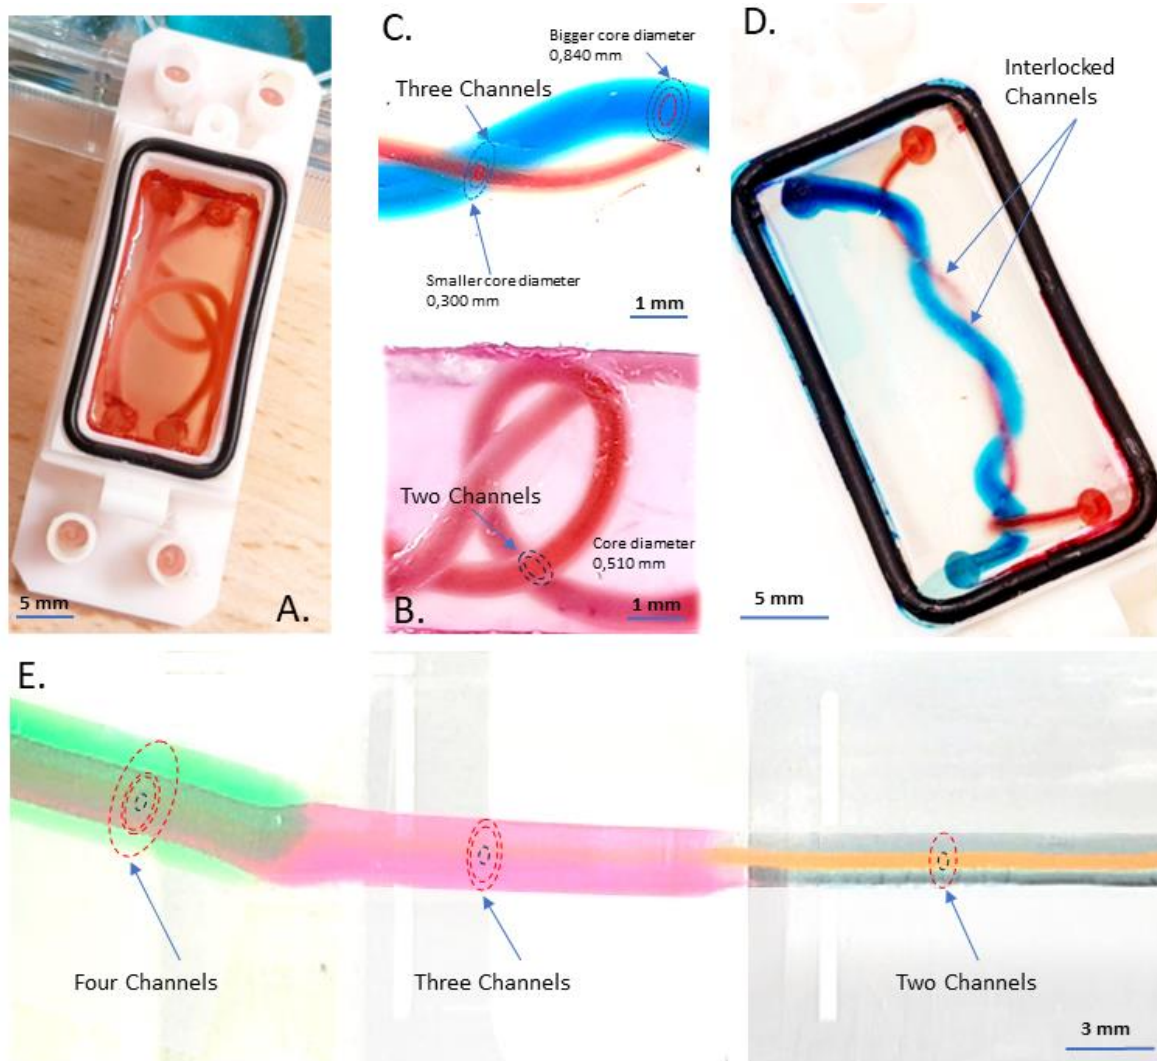 A.
5 mm
C.
Bigger core diameter
0,840 mm
Three Channels
Smaller core diameter
0,300 mm
1 mm
Two Channels
Core diameter
0,510 mm
B.
1 mm
D.
Interlocked
Channels
5 mm
E.
Four Channels
Three Channels
Two Channels
3 mm